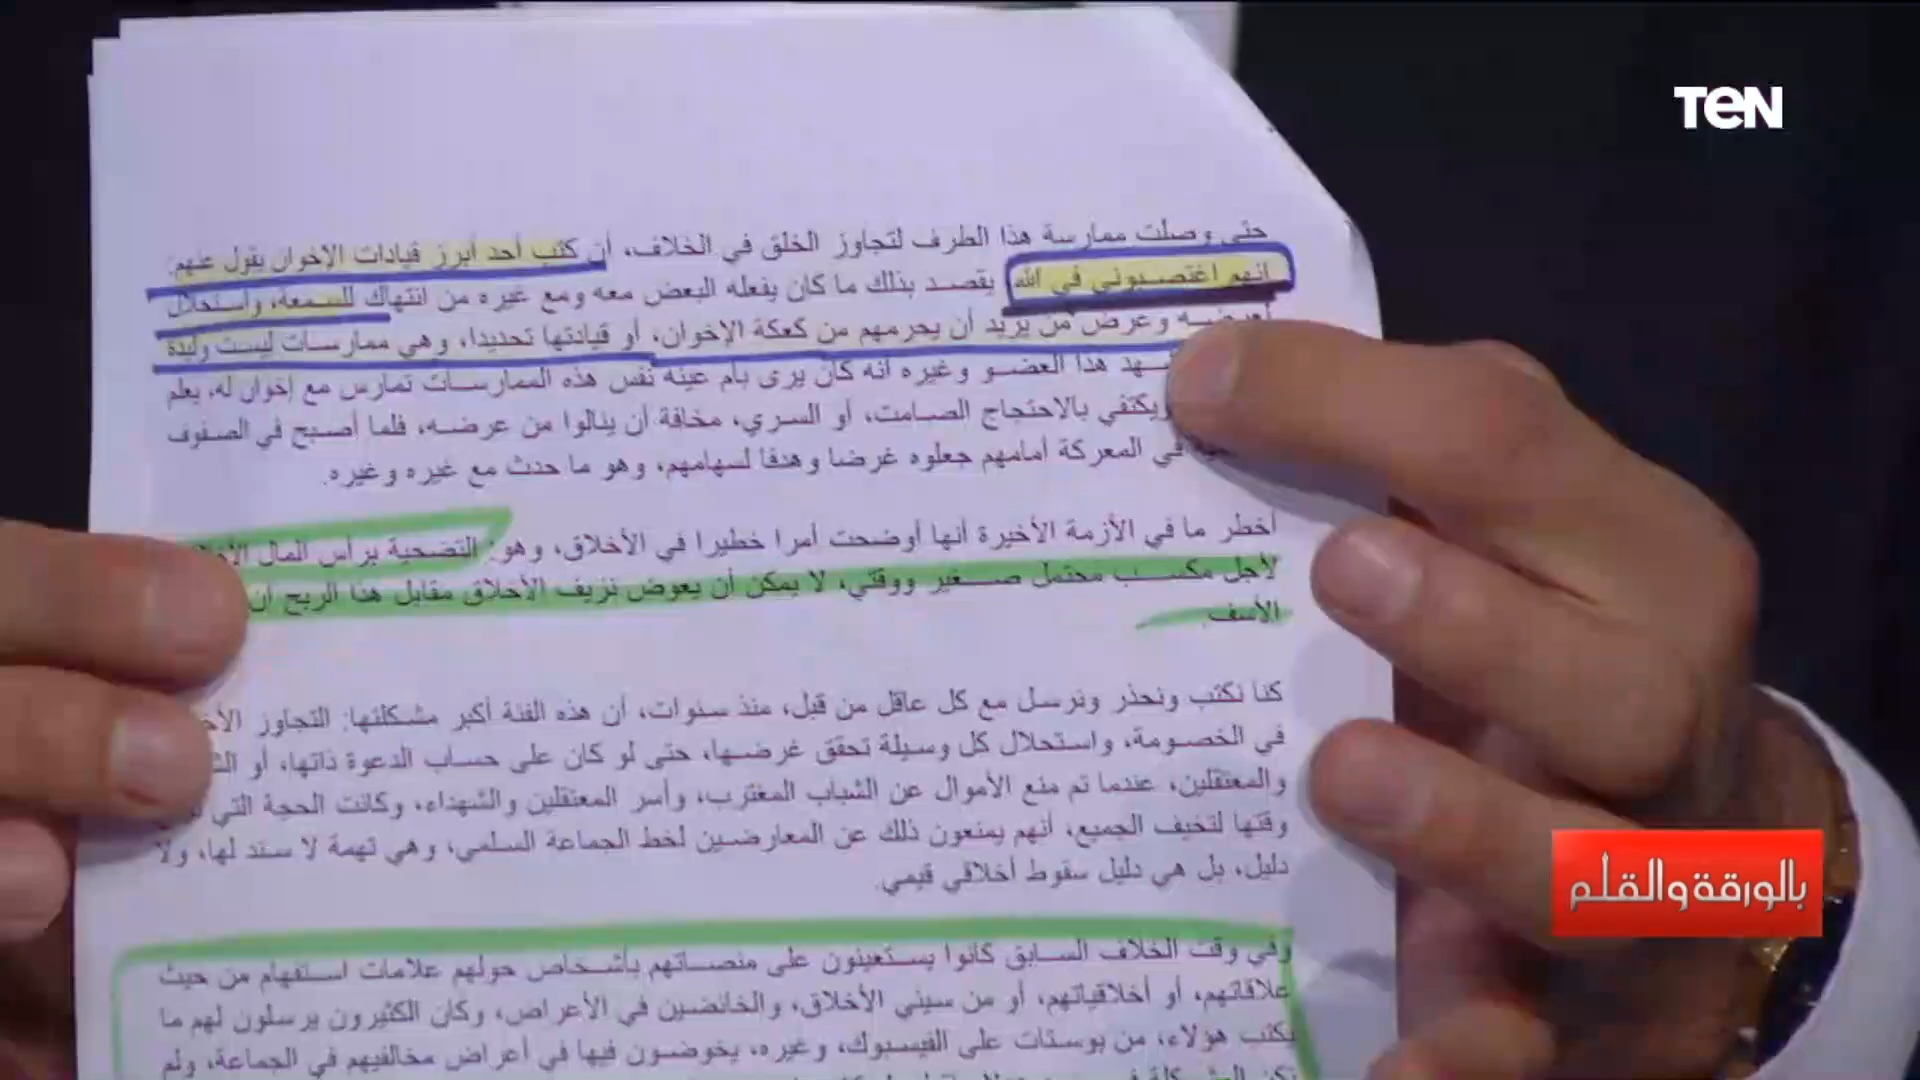 TEN
حتى وصلت ممارسة هذا الطرف لتجاوز الخلق في الخلاف، أن كتب أحد أبرز قيادات الإخوان يقول عنهم:
إنهم اغتصبوني في الله يقصد بذلك ما كان يفعله البعض معه ومع غيره من انتهاك للسمعة، واستحلال
لعرضه وعرض من يريد أن يحرمهم من كعكة الإخوان، أو قيادتها تحديدا، وهي ممارسات ليست وليدة
هذا العضو وغيره أنه كان يرى بأم عينه نفس هذه الممارسات تمارس مع إخوان له، يعلم
ويكتفي بالاحتجاج الصامت، أو السري، مخافة أن ينالوا من عرضه، فلما أصبح في الصفوف
في المعركة أمامهم جعلوه غرضا وهدفا لسهامهم، وهو ما حدث مع غيره وغيره.
أخطر ما في الأزمة الأخيرة أنها أوضحت أمرا خطيرا في الأخلاق، وهو: التضحية برأس المال
لأجل مكسب محتمل صغير ووقتي، لا يمكن أن يعوض نزيف الأخلاق مقابل هذا الربح
الأسف.
كنا نكتب ونحذر ونرسل مع كل عاقل من قبل، منذ سنوات، أن هذه الفئة أكبر مشكلتها: التجاوز
في الخصومة، واستحلال كل وسيلة تحقق غرضها، حتى لو كان على حساب الدعوة ذاتها، أو
والمعتقلين، عندما تم منع الأموال عن الشباب المغترب، وأسر المعتقلين والشهداء، وكانت الحجة التي
وقتها لتخيف الجميع، أنهم يمنعون ذلك عن المعارضين لخط الجماعة السلمي، وهي تهمة لا سند لها، ولا
دليل، بل هي دليل سقوط أخلاقي قيمي.
وفي وقت الخلاف السابق كانوا يستعينون على منصاتهم بأشخاص حولهم علامات استفهام من حيث
علاقاتهم، أو أخلاقياتهم، أو من سيئي الأخلاق، والخائضين في الأعراض، وكان الكثيرون يرسلون لهم ما
يكتب هؤلاء، من بوستات على الفيسبوك، وغيره، يخوضون فيها في أعراض مخالفيهم في الجماعة، ولم
بالورقة والقلم